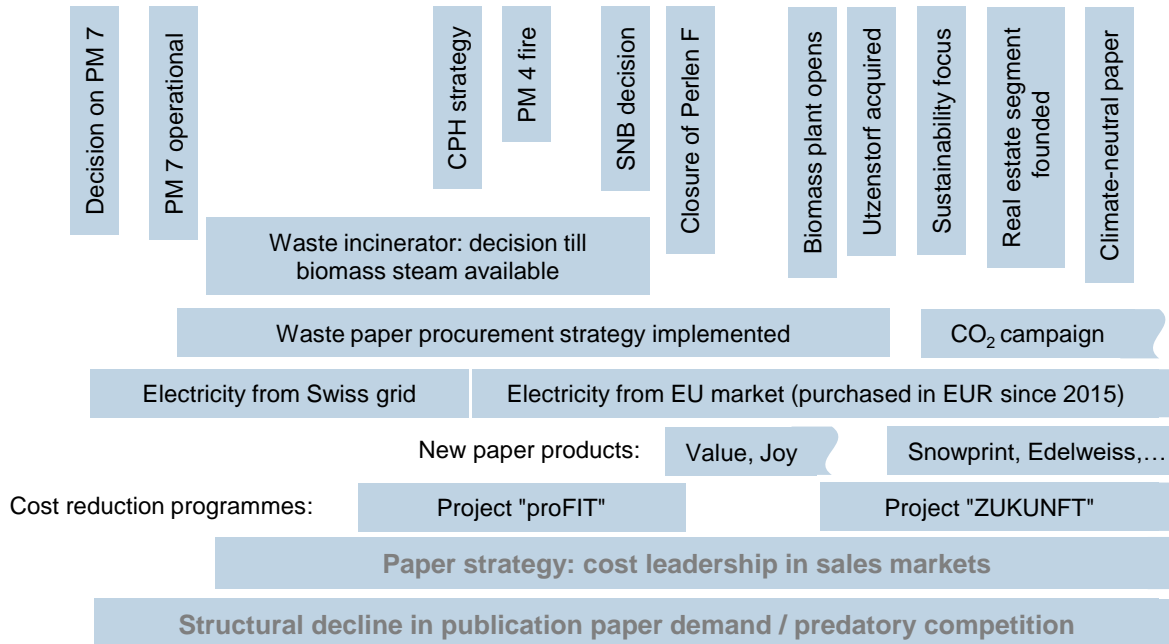 Decision on PM 7
PM 7 operational
CPH strategy
PM 4 fire
SNB decision
Closure of Perlen F
Biomass plant opens
Utzenstorf acquired
Sustainability focus
Real estate segment
founded
Climate-neutral paper
Waste incinerator: decision till
biomass steam available
Waste paper procurement strategy implemented
CO₂ campaign
Electricity from Swiss grid
Electricity from EU market (purchased in EUR since 2015)
New paper products:
Value, Joy
Snowprint, Edelweiss,…
Cost reduction programmes:
Project "proFIT"
Project "ZUKUNFT"
Paper strategy: cost leadership in sales markets
Structural decline in publication paper demand / predatory competition